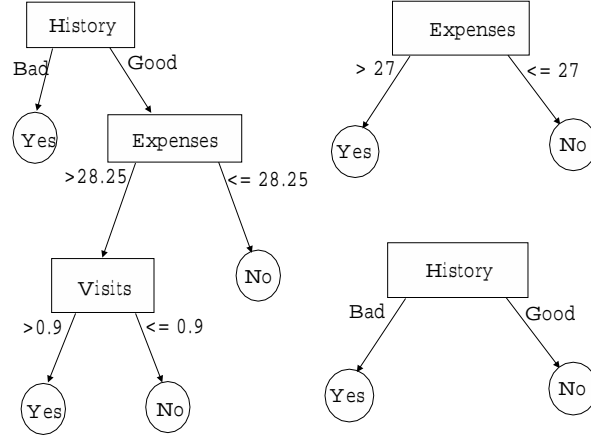 History
Bad
Good
Yes
Expenses
>28.25
<= 28.25
Visits
No
>0.9
<= 0.9
Yes
No
Expenses
> 27
<= 27
Yes
No
History
Bad
Good
Yes
No